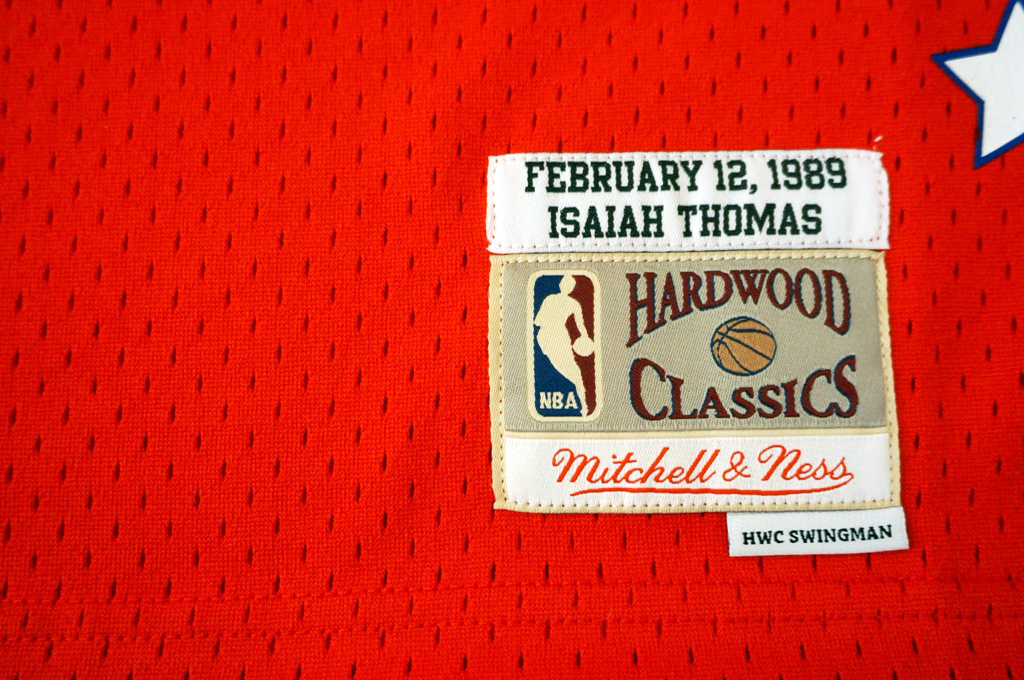 FEBRUARY 12, 1989
ISAIAH THOMAS
HARDWOOD
NBA
CLASSICS
Mitchell & Ness
HWC SWINGMAN